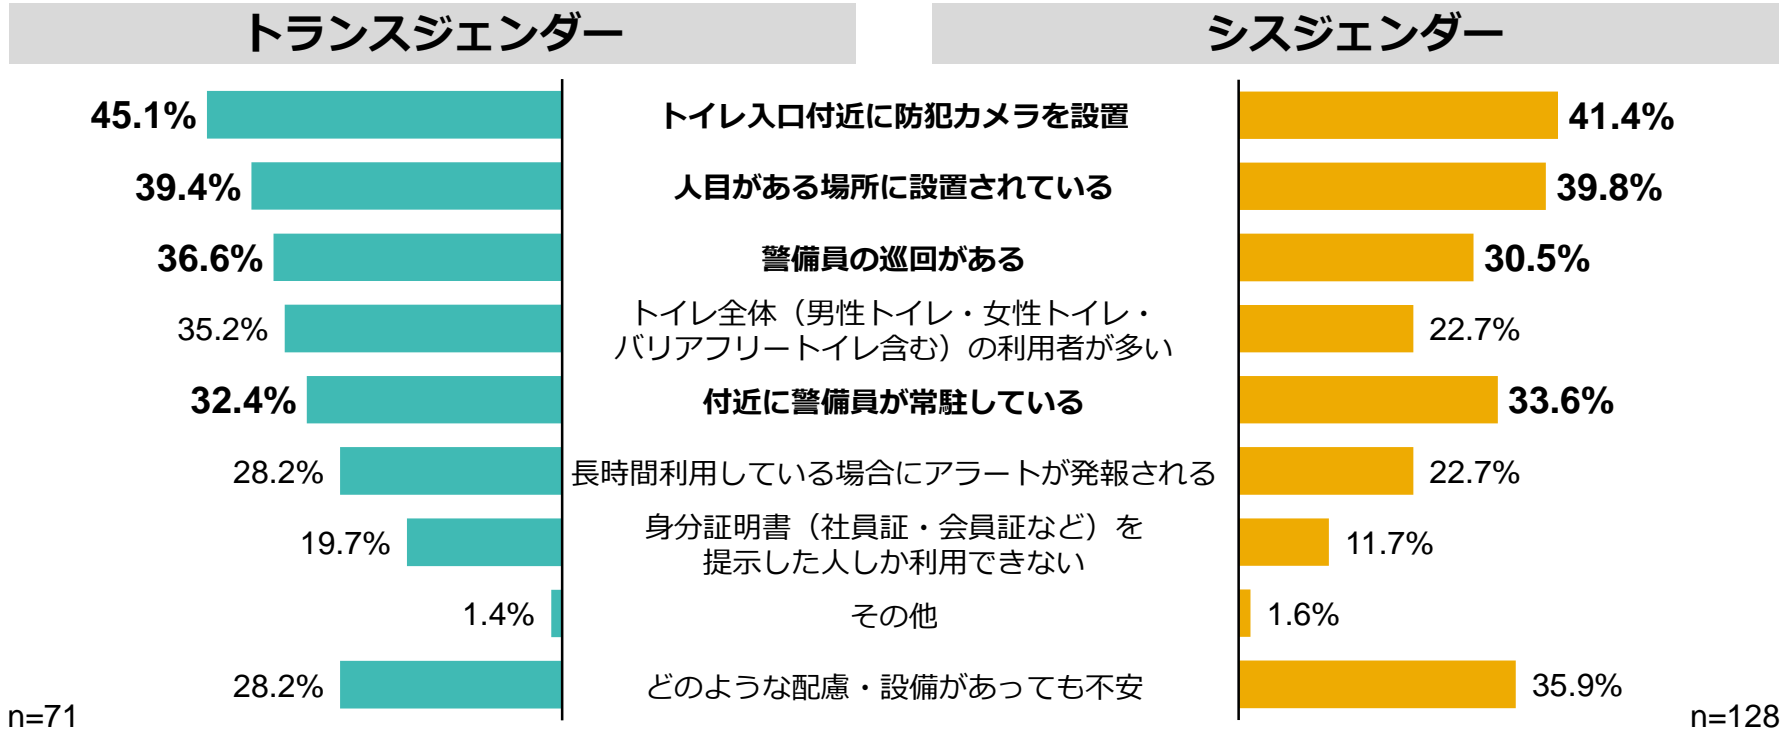 トランスジェンダー
シスジェンダー
45.1%
トイレ入口付近に防犯カメラを設置
41.4%
39.4%
人目がある場所に設置されている
39.8%
36.6%
警備員の巡回がある
30.5%
35.2%
トイレ全体（男性トイレ・女性トイレ・
バリアフリートイレ含む）の利用者が多い
22.7%
32.4%
付近に警備員が常駐している
33.6%
28.2%
長時間利用している場合にアラートが発報される
22.7%
19.7%
身分証明書（社員証・会員証など）を
提示した人しか利用できない
11.7%
1.4%
その他
1.6%
28.2%
どのような配慮・設備があっても不安
35.9%
n=71
n=128